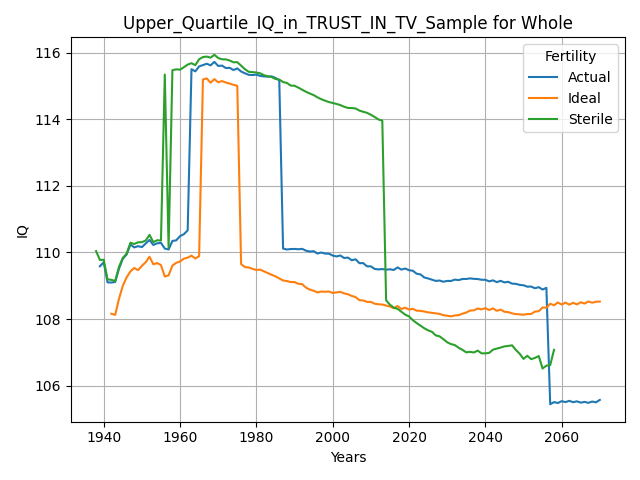 Upper_Quartile_IQ_in_TRUST_IN_TV_Sample for Whole
Fertility
Actual
Ideal
Sterile
116
114
112
110
108
106
IQ
1940
1960
1980
2000
2020
2040
2060
Years